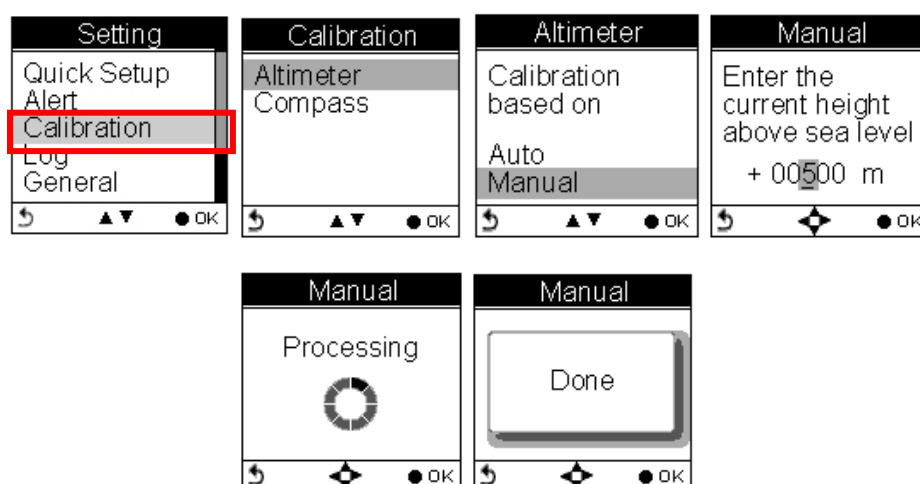 Setting
Quick Setup
Alert
Calibration
Log
General
OK
Calibration
Altimeter
Compass
OK
Altimeter
Calibration
based on
Auto
Manual
OK
Manual
Enter the
current height
above sea level
+ 00500 m
OK
Manual
Processing
OK
Manual
Done
OK